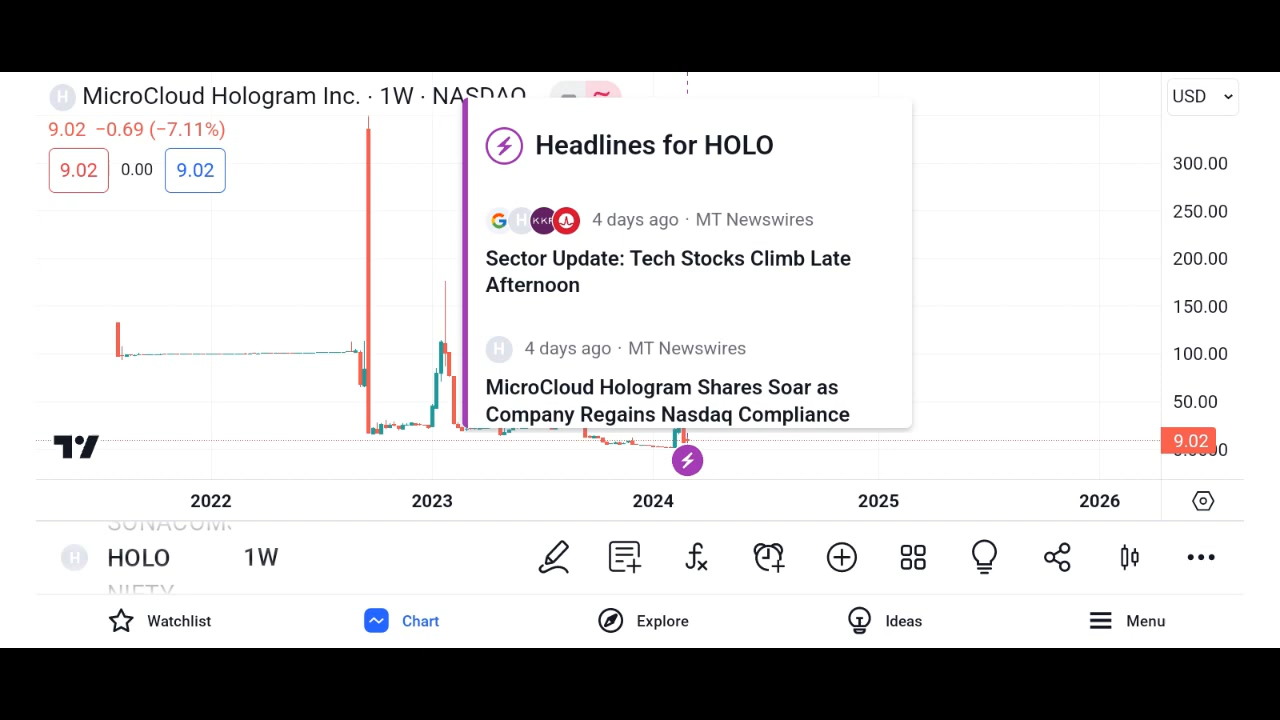 MicroCloud Hologram Inc. · 1W · NASDAQ
USD
9.02 −0.69 (−7.11%)
9.02 0.00 9.02
Headlines for HOLO
4 days ago · MT Newswires
Sector Update: Tech Stocks Climb Late
Afternoon
4 days ago · MT Newswires
MicroCloud Hologram Shares Soar as
Company Regains Nasdaq Compliance
300.00
250.00
200.00
150.00
100.00
50.00
9.02
2022 2023 2024 2025 2026
H HOLO 1W
NIFTY
Watchlist Chart Explore Ideas Menu